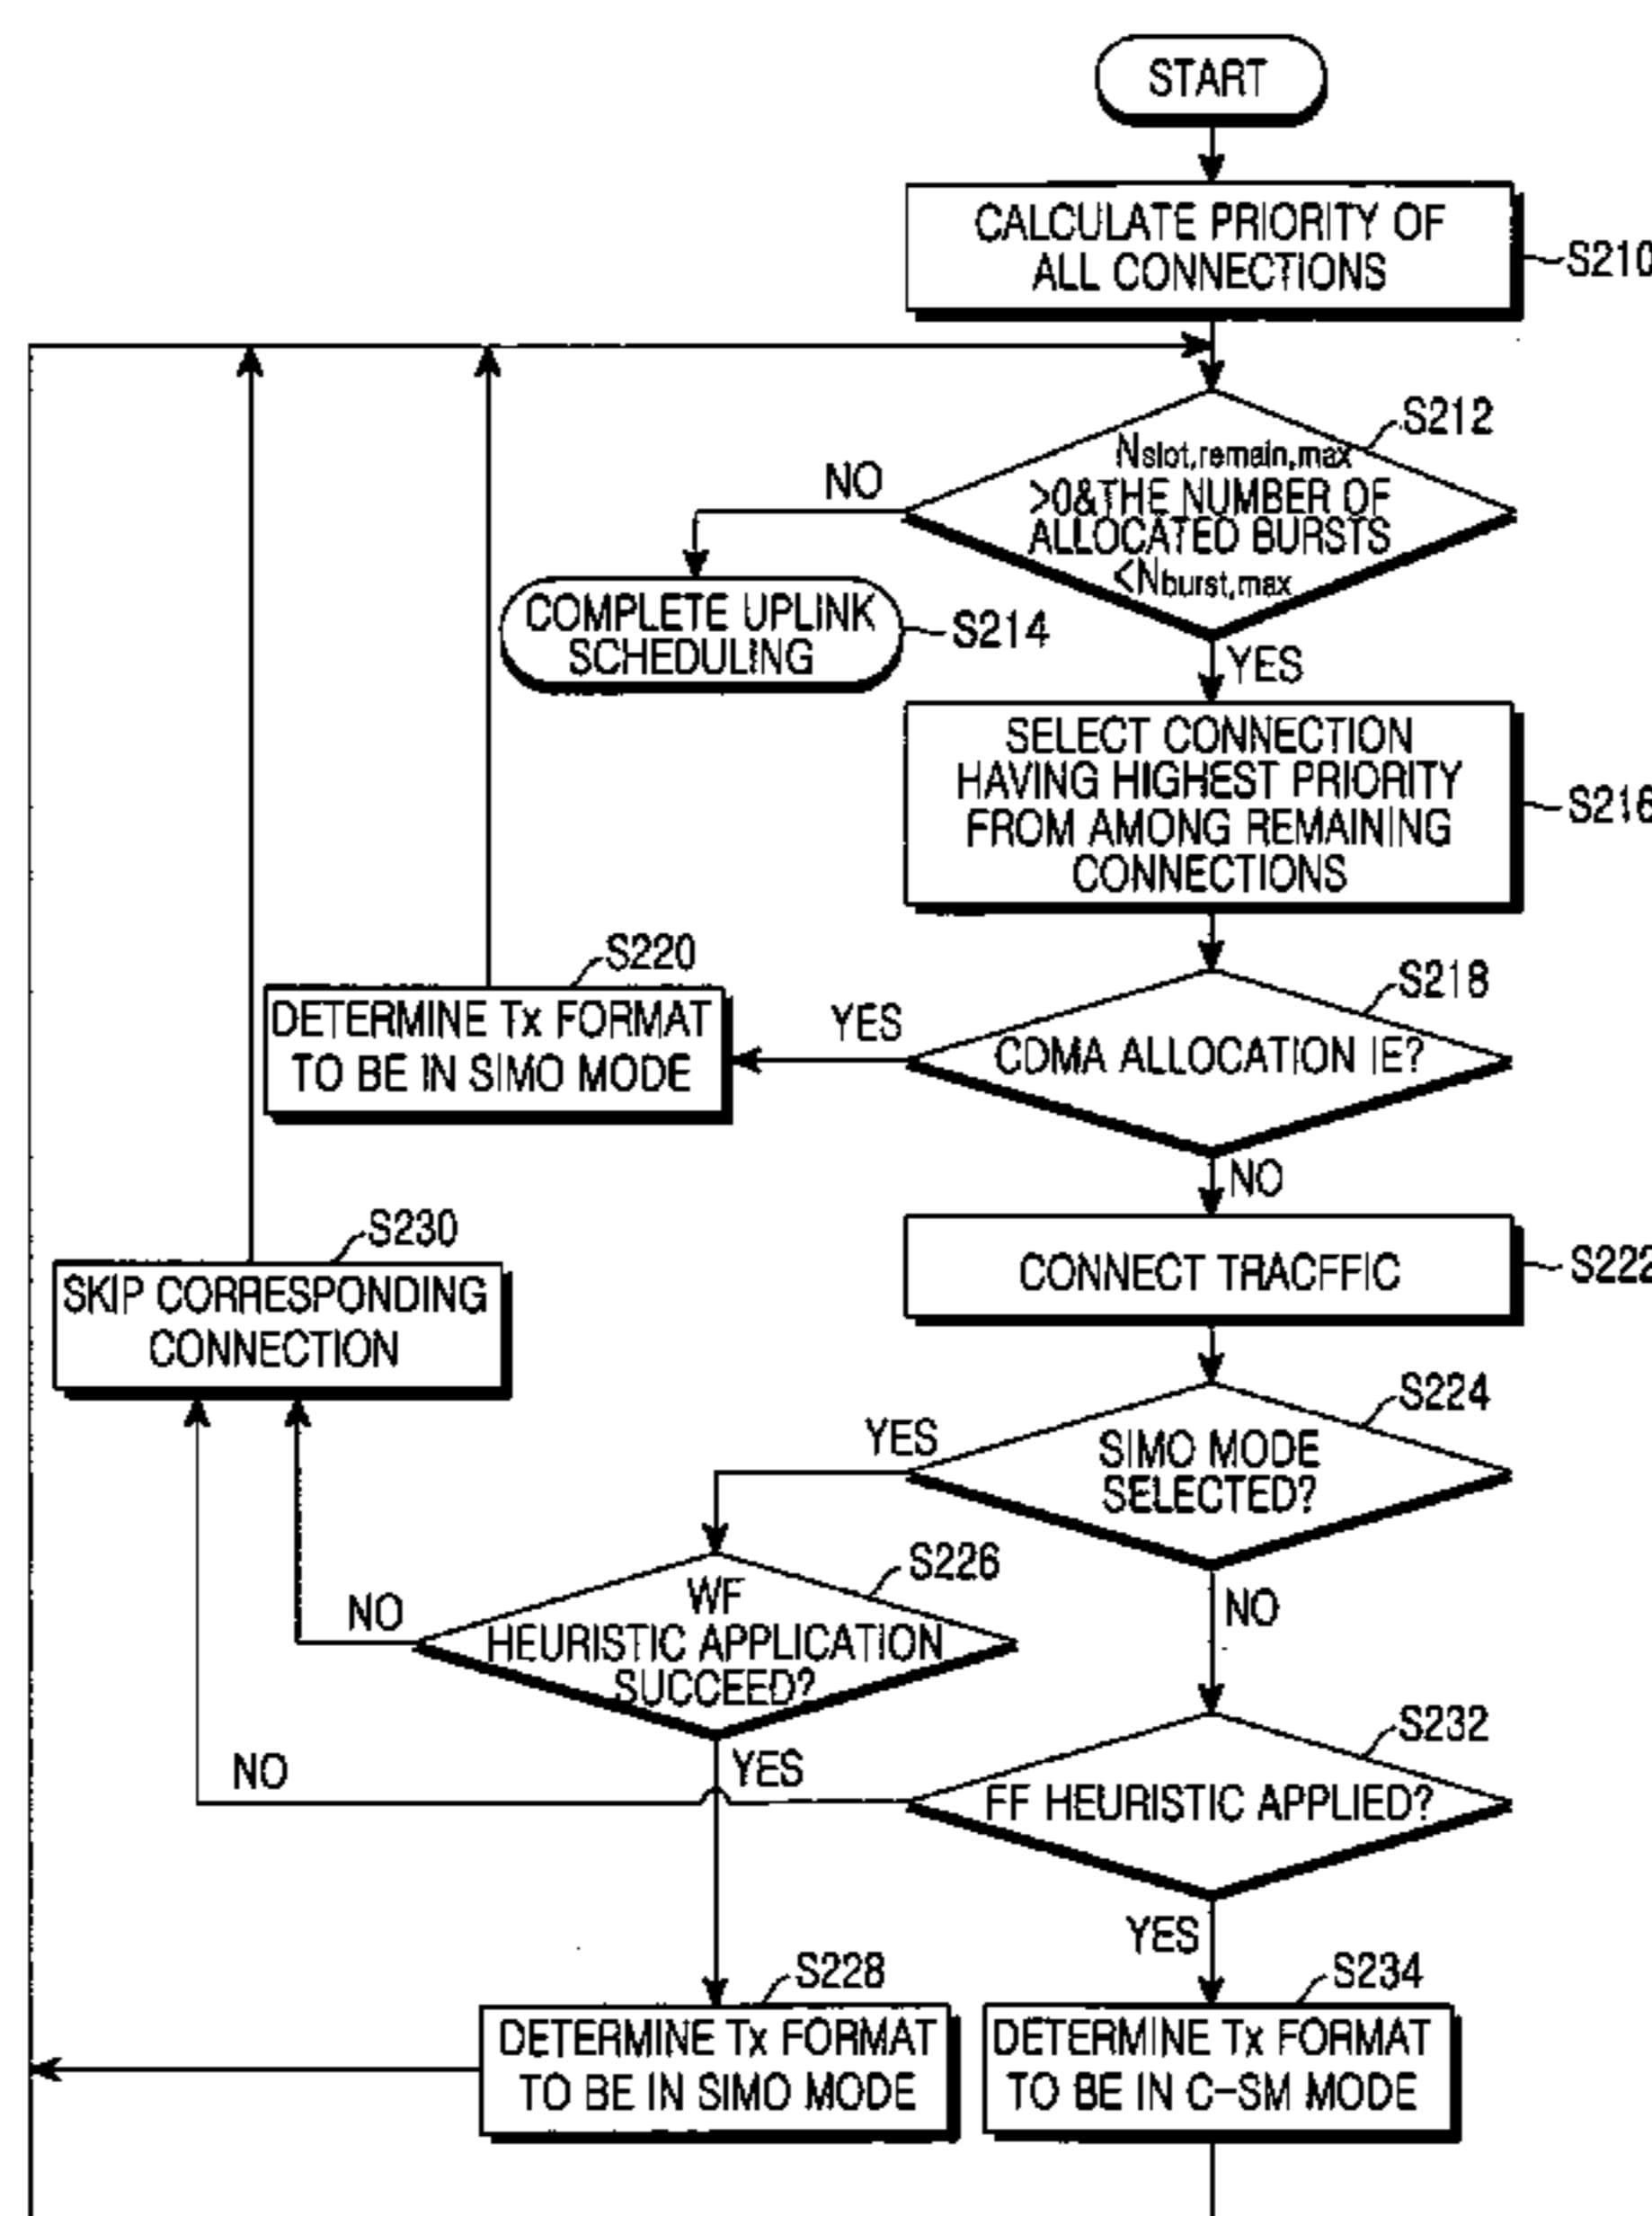 START
CALCULATE PRIORITY OF
ALL CONNECTIONS
S210
S212
Nslot,remain,max
>0&THE NUMBER OF
ALLOCATED BURSTS
<Nburst,max
NO
YES
COMPLETE UPLINK
SCHEDULING
S214
SELECT CONNECTION
HAVING HIGHEST PRIORITY
FROM AMONG REMAINING
CONNECTIONS
S216
S218
CDMA ALLOCATION IE?
YES
NO
S220
DETERMINE Tx FORMAT
TO BE IN SIMO MODE
CONNECT TRACFFIC
S222
S224
SIMO MODE
SELECTED?
YES
NO
S226
WF
HEURISTIC APPLICATION
SUCCEED?
NO
YES
S228
DETERMINE Tx FORMAT
TO BE IN SIMO MODE
S230
SKIP CORRESPONDING
CONNECTION
S232
FF HEURISTIC APPLIED?
NO
YES
S234
DETERMINE Tx FORMAT
TO BE IN C-SM MODE